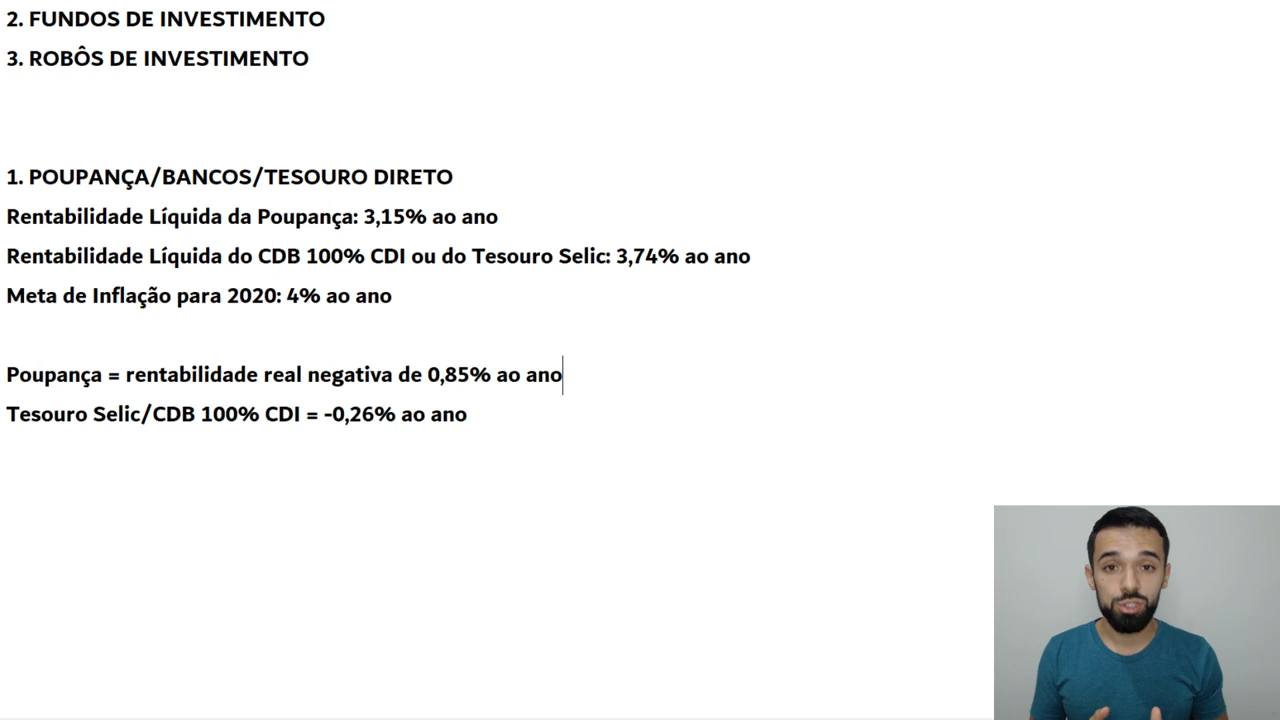 2. FUNDOS DE INVESTIMENTO
3. ROBÔS DE INVESTIMENTO
1. POUPANÇA/BANCOS/TESOURO DIRETO
Rentabilidade Líquida da Poupança: 3,15% ao ano
Rentabilidade Líquida do CDB 100% CDI ou do Tesouro Selic: 3,74% ao ano
Meta de Inflação para 2020: 4% ao ano
Poupança = rentabilidade real negativa de 0,85% ao ano
Tesouro Selic/CDB 100% CDI = -0,26% ao ano